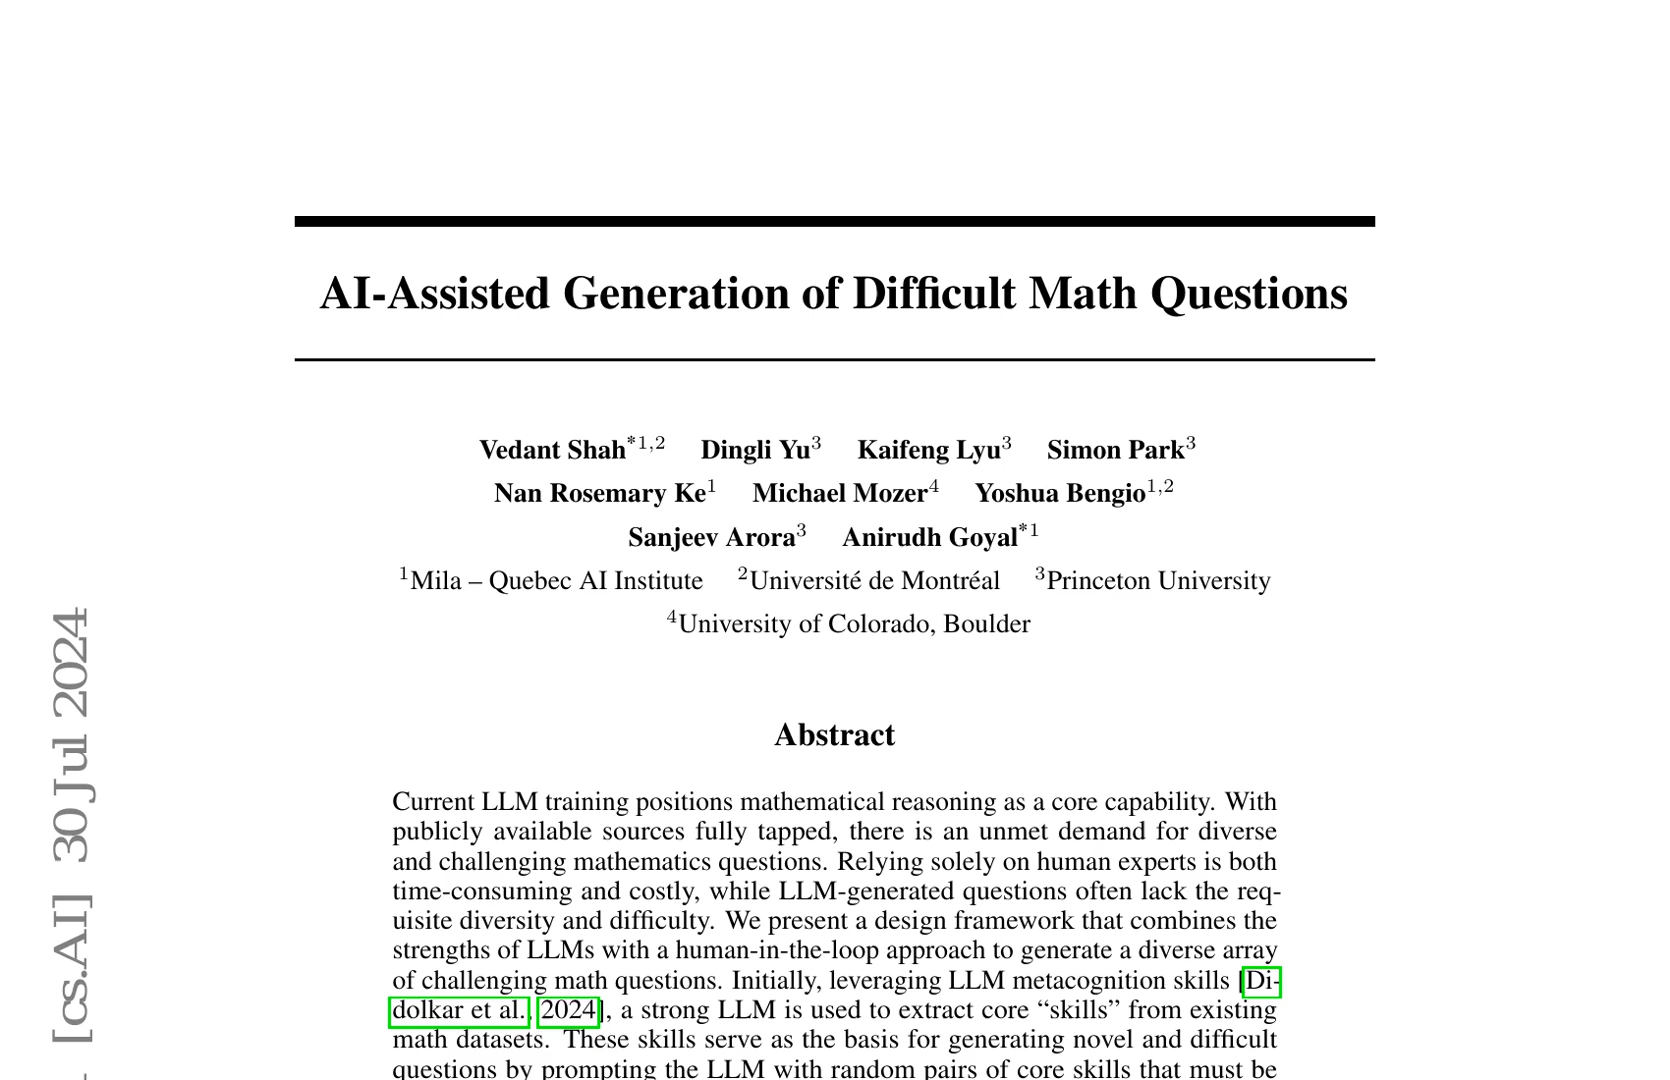 AI-Assisted Generation of Difficult Math Questions
Vedant Shah*1,2 Dingli Yu3 Kaifeng Lyu3 Simon Park3
Nan Rosemary Ke1 Michael Mozer4 Yoshua Bengio1,2
Sanjeev Arora3 Anirudh Goyal*1
1Mila – Quebec AI Institute 2Université de Montréal 3Princeton University
4University of Colorado, Boulder
Abstract
Current LLM training positions mathematical reasoning as a core capability. With
publicly available sources fully tapped, there is an unmet demand for diverse
and challenging mathematics questions. Relying solely on human experts is both
time-consuming and costly, while LLM-generated questions often lack the req-
uisite diversity and difficulty. We present a design framework that combines the
strengths of LLMs with a human-in-the-loop approach to generate a diverse array
of challenging math questions. Initially, leveraging LLM metacognition skills [Di-
dolkar et al., 2024], a strong LLM is used to extract core “skills” from existing
math datasets. These skills serve as the basis for generating novel and difficult
questions by prompting the LLM with random pairs of core skills that must be
[cs.AI] 30 Jul 2024